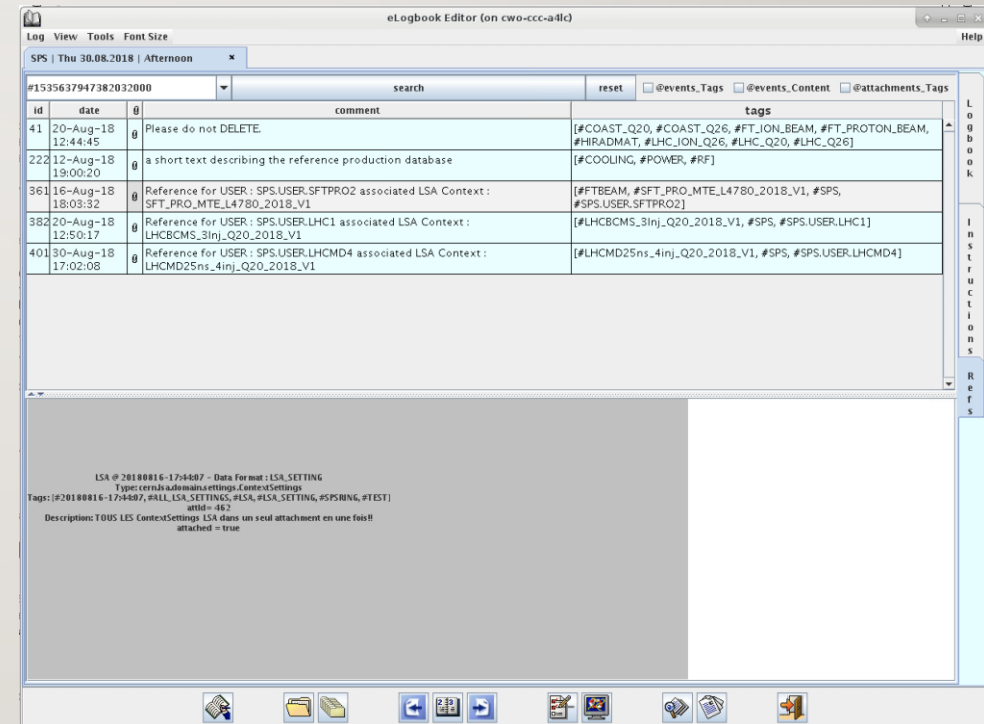 eLogbook Editor (on cwo-ccc-a4lc)
Log View Tools Font Size Help
SPS | Thu 30.08.2018 | Afternoon
#1535637947382032000 search reset @events_Tags @events_Content @attachments_Tags
id date comment tags
41 20-Aug-18 12:44:45 Please do not DELETE. [#COAST_Q20, #COAST_Q26, #FT_ION_BEAM, #FT_PROTON_BEAM,
#HIRADMAT, #LHC_ION_Q26, #LHC_Q20, #LHC_Q26]
222 12-Aug-18 19:00:20 a short text describing the reference production database [#COOLING, #POWER, #RF]
361 16-Aug-18 18:03:32 Reference for USER : SPS.USER.SFTPRO2 associated LSA Context :
SFT_PRO_MTE_L4780_2018_V1 [#FTBEAM, #SFT_PRO_MTE_L4780_2018_V1, #SPS,
#SPS.USER.SFTPRO2]
382 20-Aug-18 12:50:17 Reference for USER : SPS.USER.LHC1 associated LSA Context :
LHCBCMS_3Inj_Q20_2018_V1 [#LHCBCMS_3Inj_Q20_2018_V1, #SPS, #SPS.USER.LHC1]
401 30-Aug-18 17:02:08 Reference for USER : SPS.USER.LHCMD4 associated LSA Context :
LHCMD25ns_4inj_Q20_2018_V1 [#LHCMD25ns_4inj_Q20_2018_V1, #SPS, #SPS.USER.LHCMD4]
Logbook
Instructions
Refs
LSA @ 20180816-17:44:07 - Data Format : LSA_SETTING
Type: cern.lsa.domain.settings.ContextSettings
Tags: [#20180816-17:44:07, #ALL_LSA_SETTINGS, #LSA, #LSA_SETTING, #SPSRING, #TEST]
attId= 462
Description: TOUS LES ContextSettings LSA dans un seul attachment en une fois!!
attached = true